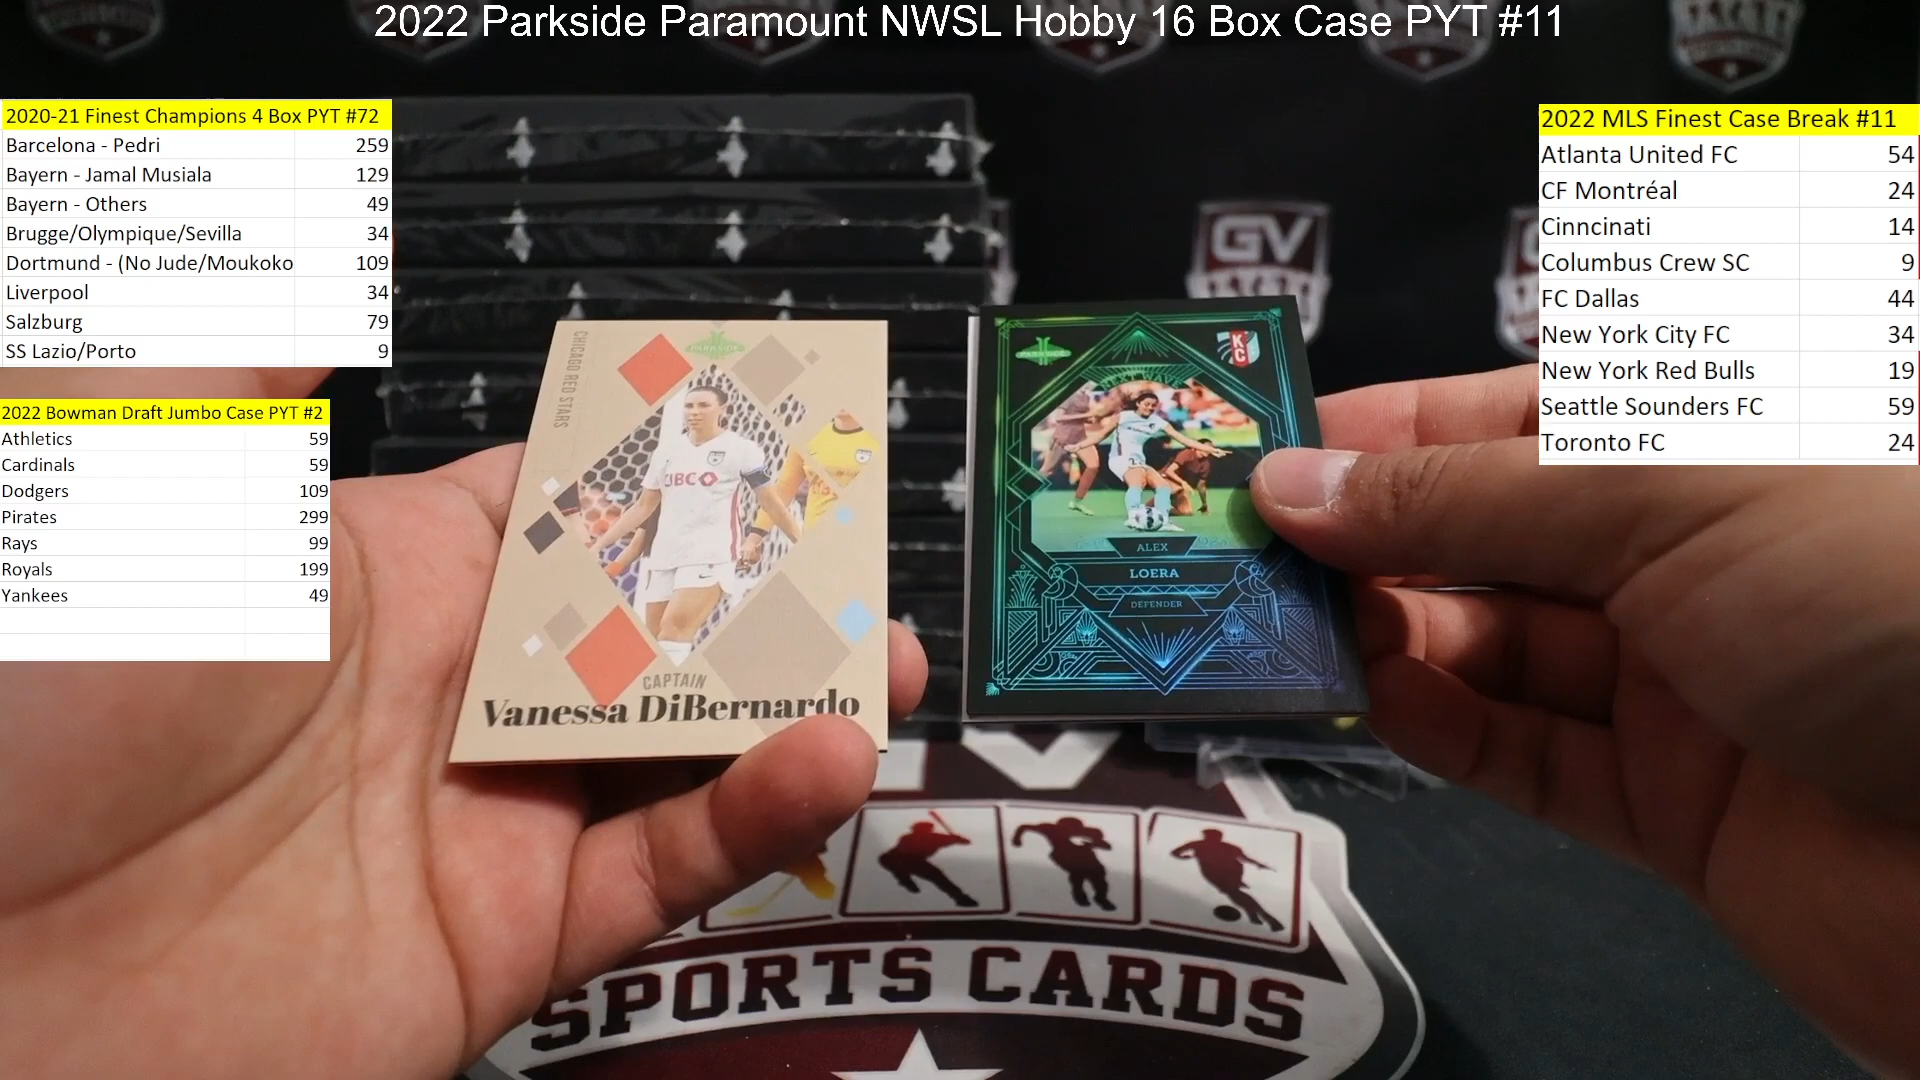 2022 Parkside Paramount NWSL Hobby 16 Box Case PYT #11
2020-21 Finest Champions 4 Box PYT #72
Barcelona - Pedri 259
Bayern - Jamal Musiala 129
Bayern - Others 49
Brugge/Olympique/Sevilla 34
Dortmund - (No Jude/Moukoko 109
Liverpool 34
Salzburg 79
SS Lazio/Porto 9
2022 Bowman Draft Jumbo Case PYT #2
Athletics 59
Cardinals 59
Dodgers 109
Pirates 299
Rays 99
Royals 199
Yankees 49
2022 MLS Finest Case Break #11
Atlanta United FC 54
CF Montréal 24
Cinncinati 14
Columbus Crew SC 9
FC Dallas 44
New York City FC 34
New York Red Bulls 19
Seattle Sounders FC 59
Toronto FC 24
GV
CHICAGO RED STARS
PARKSIDE
CAPTAIN
Vanessa DiBernardo
PARKSIDE
KC
ALEX
LOERA
DEFENDER
SPORTS CARDS